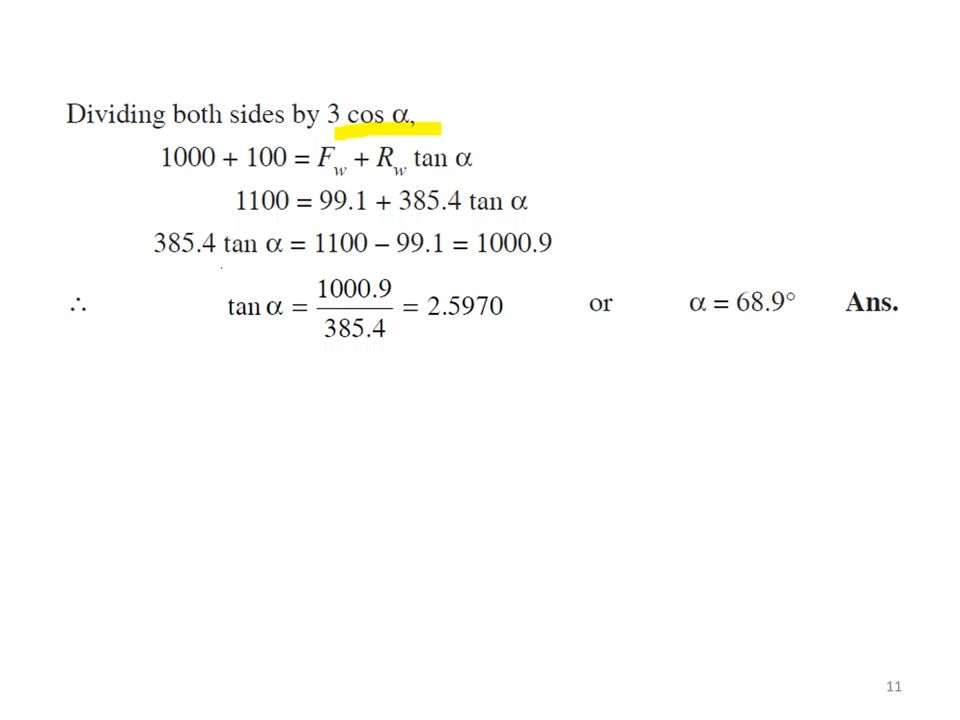 Dividing both sides by 3 cos α,
1000 + 100 = F_w + R_w tan α
1100 = 99.1 + 385.4 tan α
385.4 tan α = 1100 – 99.1 = 1000.9
∴ tan α = 1000.9 / 385.4 = 2.5970 or α = 68.9° Ans.
11